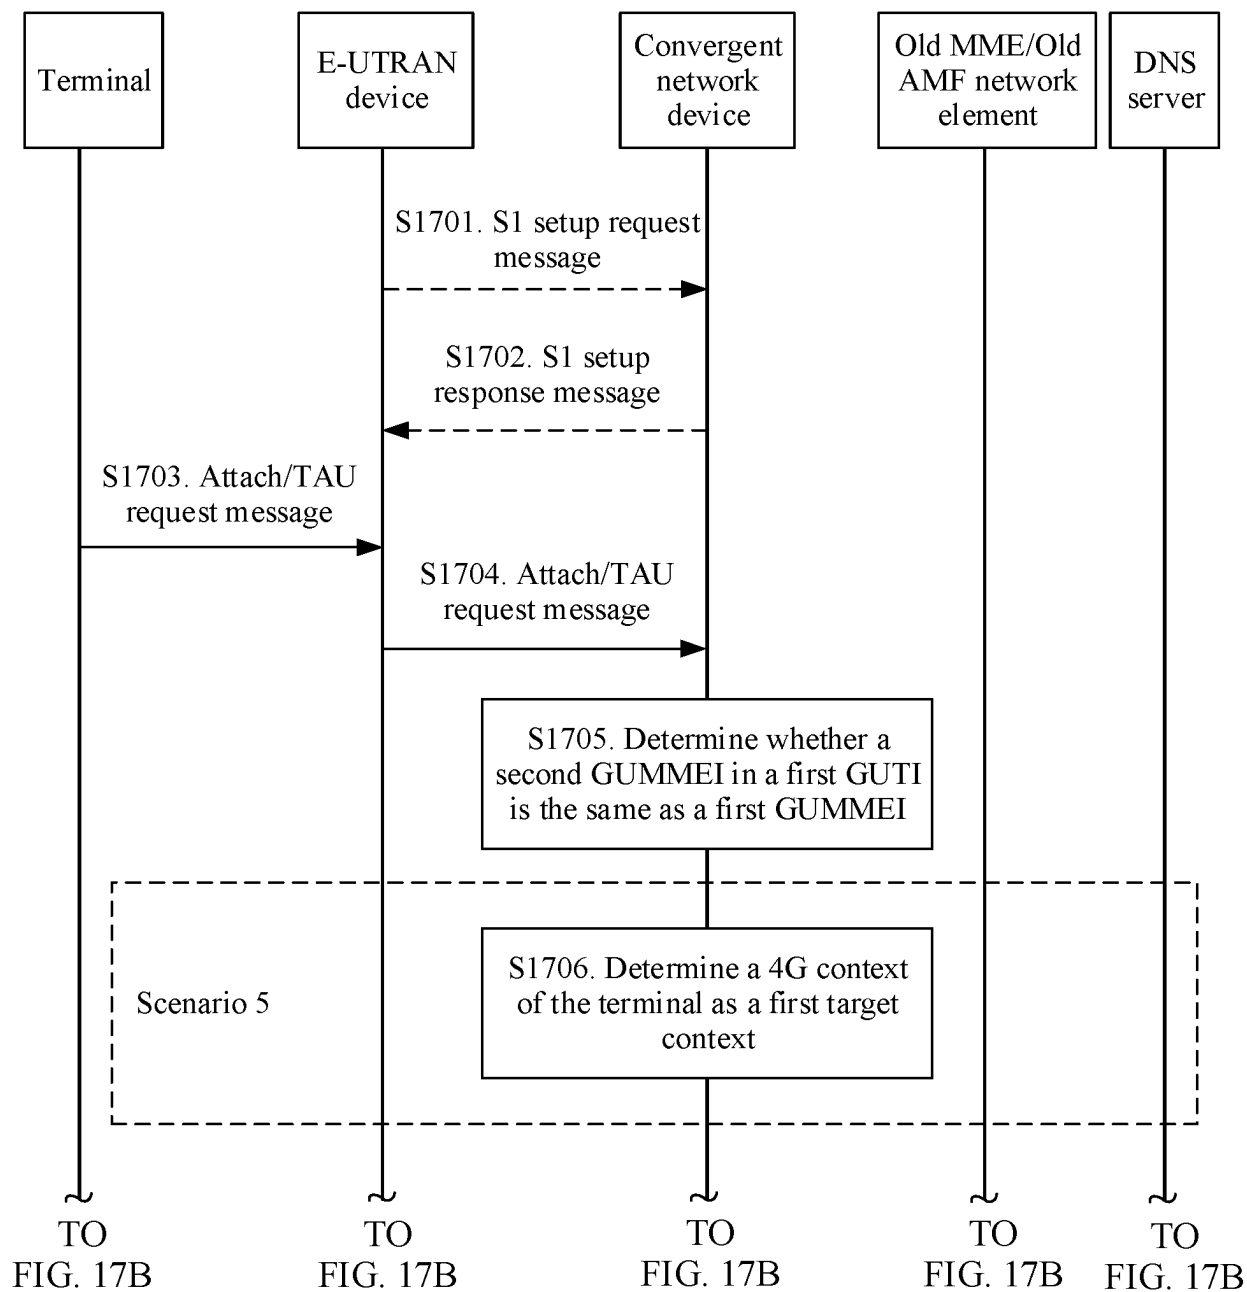 Terminal
E-UTRAN
device
Convergent
network
device
Old MME/Old
AMF network
element
DNS
server
S1701. S1 setup request
message
S1702. S1 setup
response message
S1703. Attach/TAU
request message
S1704. Attach/TAU
request message
S1705. Determine whether a
second GUMMEI in a first GUTI
is the same as a first GUMMEI
Scenario 5
S1706. Determine a 4G context
of the terminal as a first target
context
TO
FIG. 17B
TO
FIG. 17B
TO
FIG. 17B
TO
FIG. 17B
TO
FIG. 17B